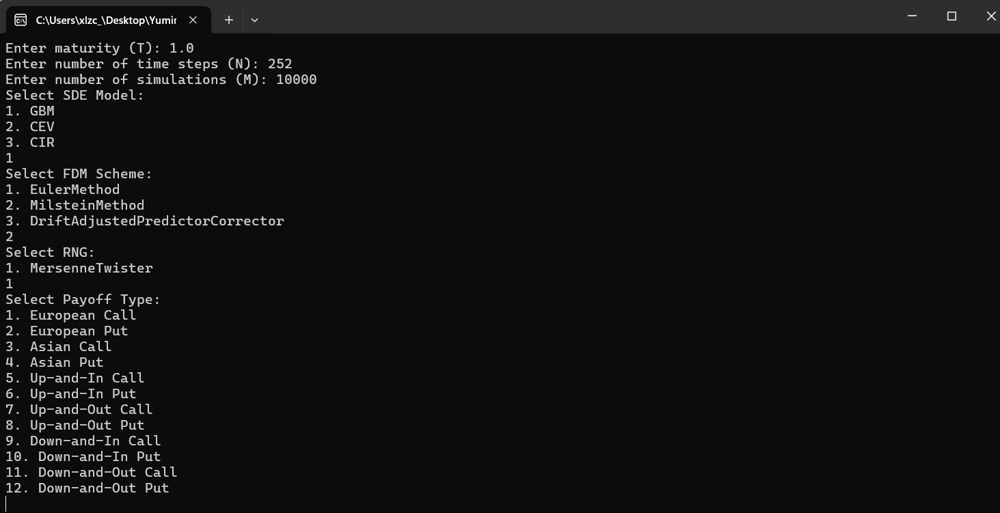 C:\Users\xlzc_\Desktop\Yumir
Enter maturity (T): 1.0
Enter number of time steps (N): 252
Enter number of simulations (M): 10000
Select SDE Model:
1. GBM
2. CEV
3. CIR
1
Select FDM Scheme:
1. EulerMethod
2. MilsteinMethod
3. DriftAdjustedPredictorCorrector
2
Select RNG:
1. MersenneTwister
1
Select Payoff Type:
1. European Call
2. European Put
3. Asian Call
4. Asian Put
5. Up-and-In Call
6. Up-and-In Put
7. Up-and-Out Call
8. Up-and-Out Put
9. Down-and-In Call
10. Down-and-In Put
11. Down-and-Out Call
12. Down-and-Out Put